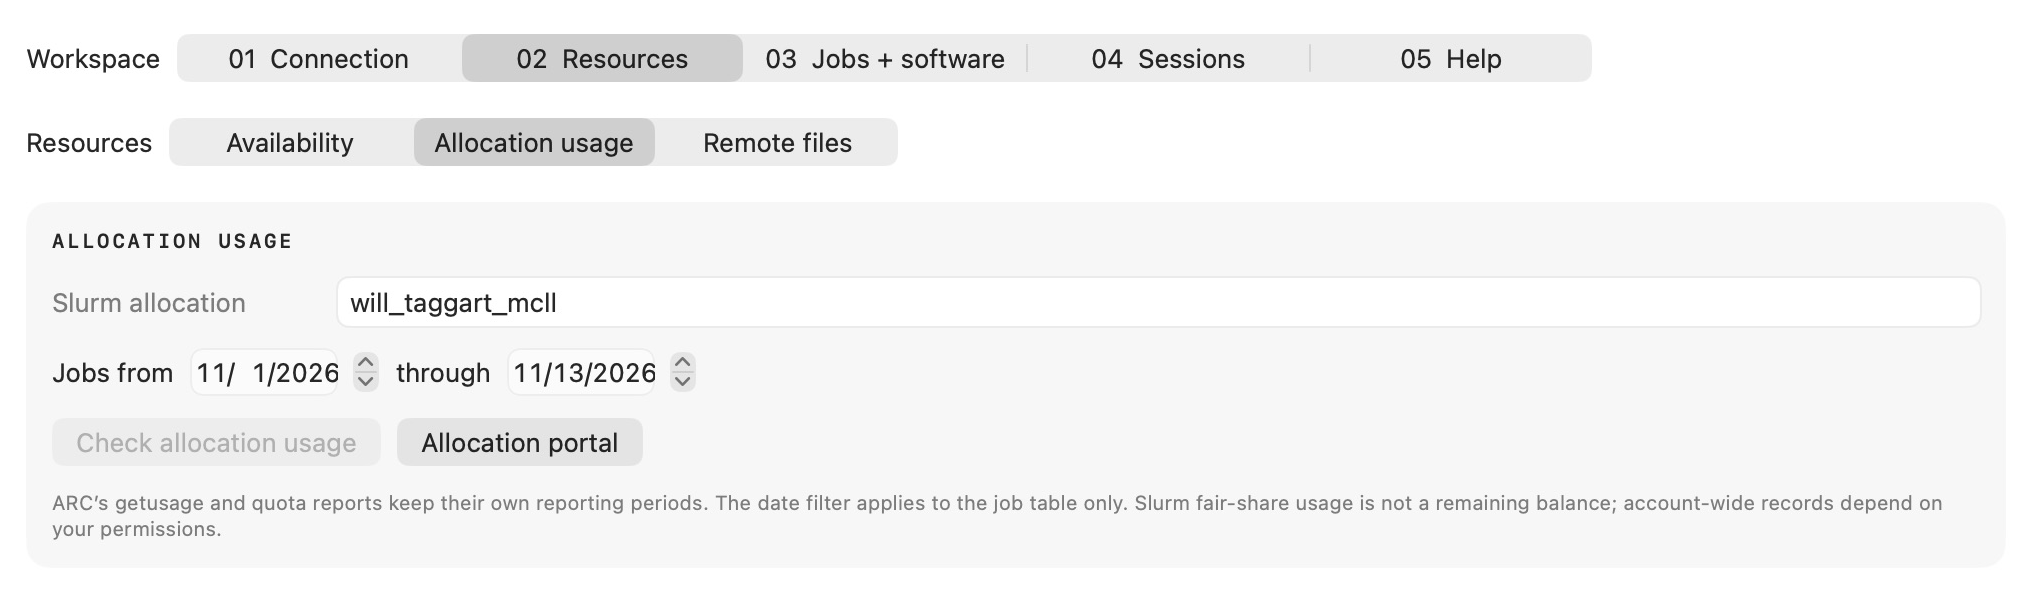 Workspace 01 Connection 02 Resources 03 Jobs + software 04 Sessions 05 Help
Resources Availability Allocation usage Remote files
ALLOCATION USAGE
Slurm allocation will_taggart_mcll
Jobs from 11/ 1/2026 through 11/13/2026
Check allocation usage Allocation portal
ARC’s getusage and quota reports keep their own reporting periods. The date filter applies to the job table only. Slurm fair-share usage is not a remaining balance; account-wide records depend on
your permissions.